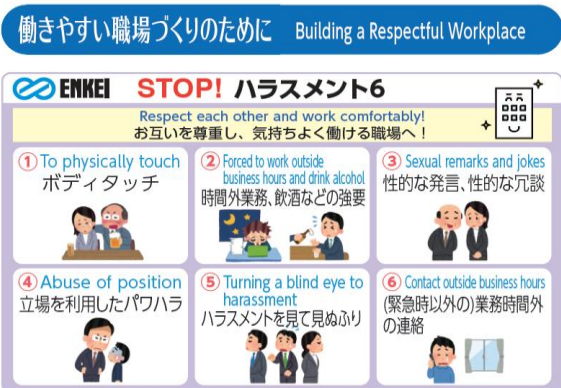 働きやすい職場づくりのために Building a Respectful Workplace
ENKEI STOP! ハラスメント6
Respect each other and work comfortably!
お互いを尊重し、気持ちよく働ける職場へ！
① To physically touch
ボディタッチ
② Forced to work outside
business hours and drink alcohol
時間外業務、飲酒などの強要
③ Sexual remarks and jokes
性的な発言、性的な冗談
④ Abuse of position
立場を利用したパワハラ
⑤ Turning a blind eye to
harassment
ハラスメントを見て見ぬふり
⑥ Contact outside business hours
(緊急時以外の)業務時間外
の連絡